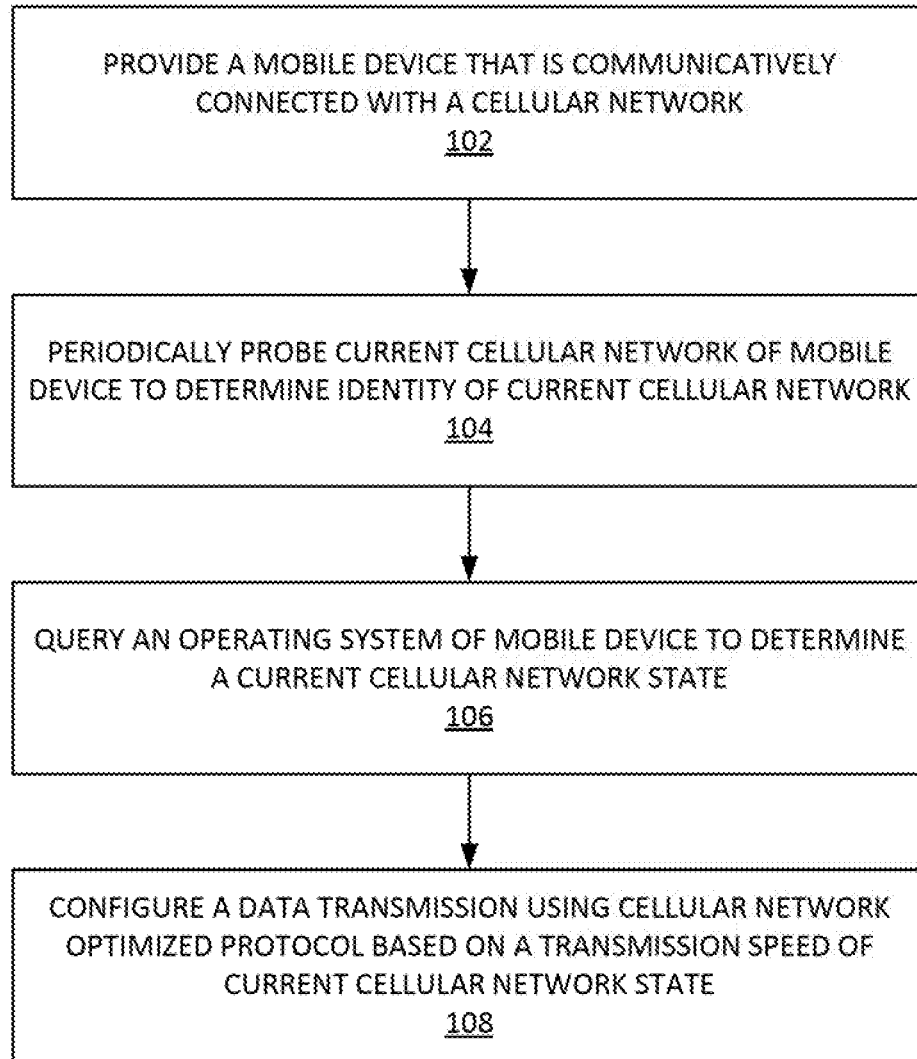 PROVIDE A MOBILE DEVICE THAT IS COMMUNICATIVELY
CONNECTED WITH A CELLULAR NETWORK
102
PERIODICALLY PROBE CURRENT CELLULAR NETWORK OF MOBILE
DEVICE TO DETERMINE IDENTITY OF CURRENT CELLULAR NETWORK
104
QUERY AN OPERATING SYSTEM OF MOBILE DEVICE TO DETERMINE
A CURRENT CELLULAR NETWORK STATE
106
CONFIGURE A DATA TRANSMISSION USING CELLULAR NETWORK
OPTIMIZED PROTOCOL BASED ON A TRANSMISSION SPEED OF
CURRENT CELLULAR NETWORK STATE
108